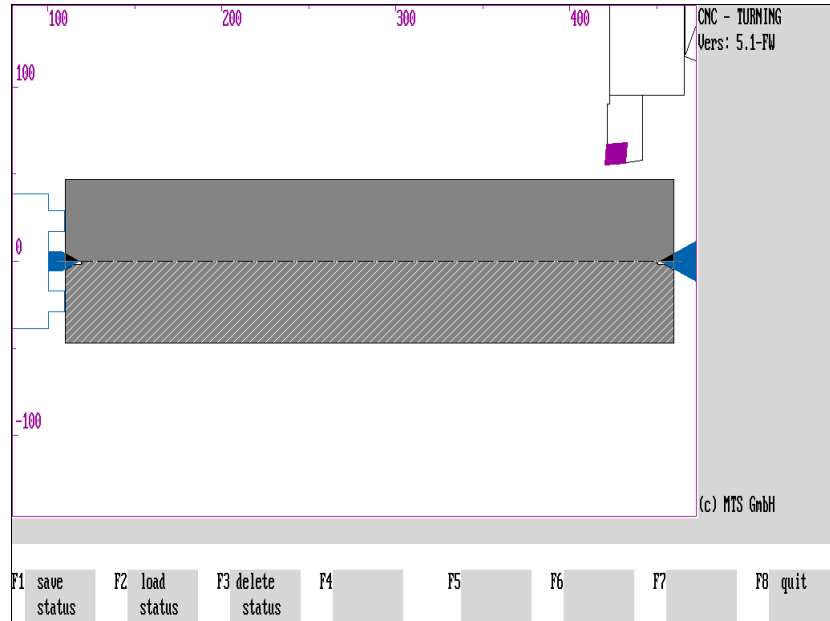 100 200 300 400 CNC - TURNING
Vers: 5.1-FW
100
0
-100
(c) MTS GmbH
F1 save status F2 load status F3 delete status F4 F5 F6 F7 F8 quit